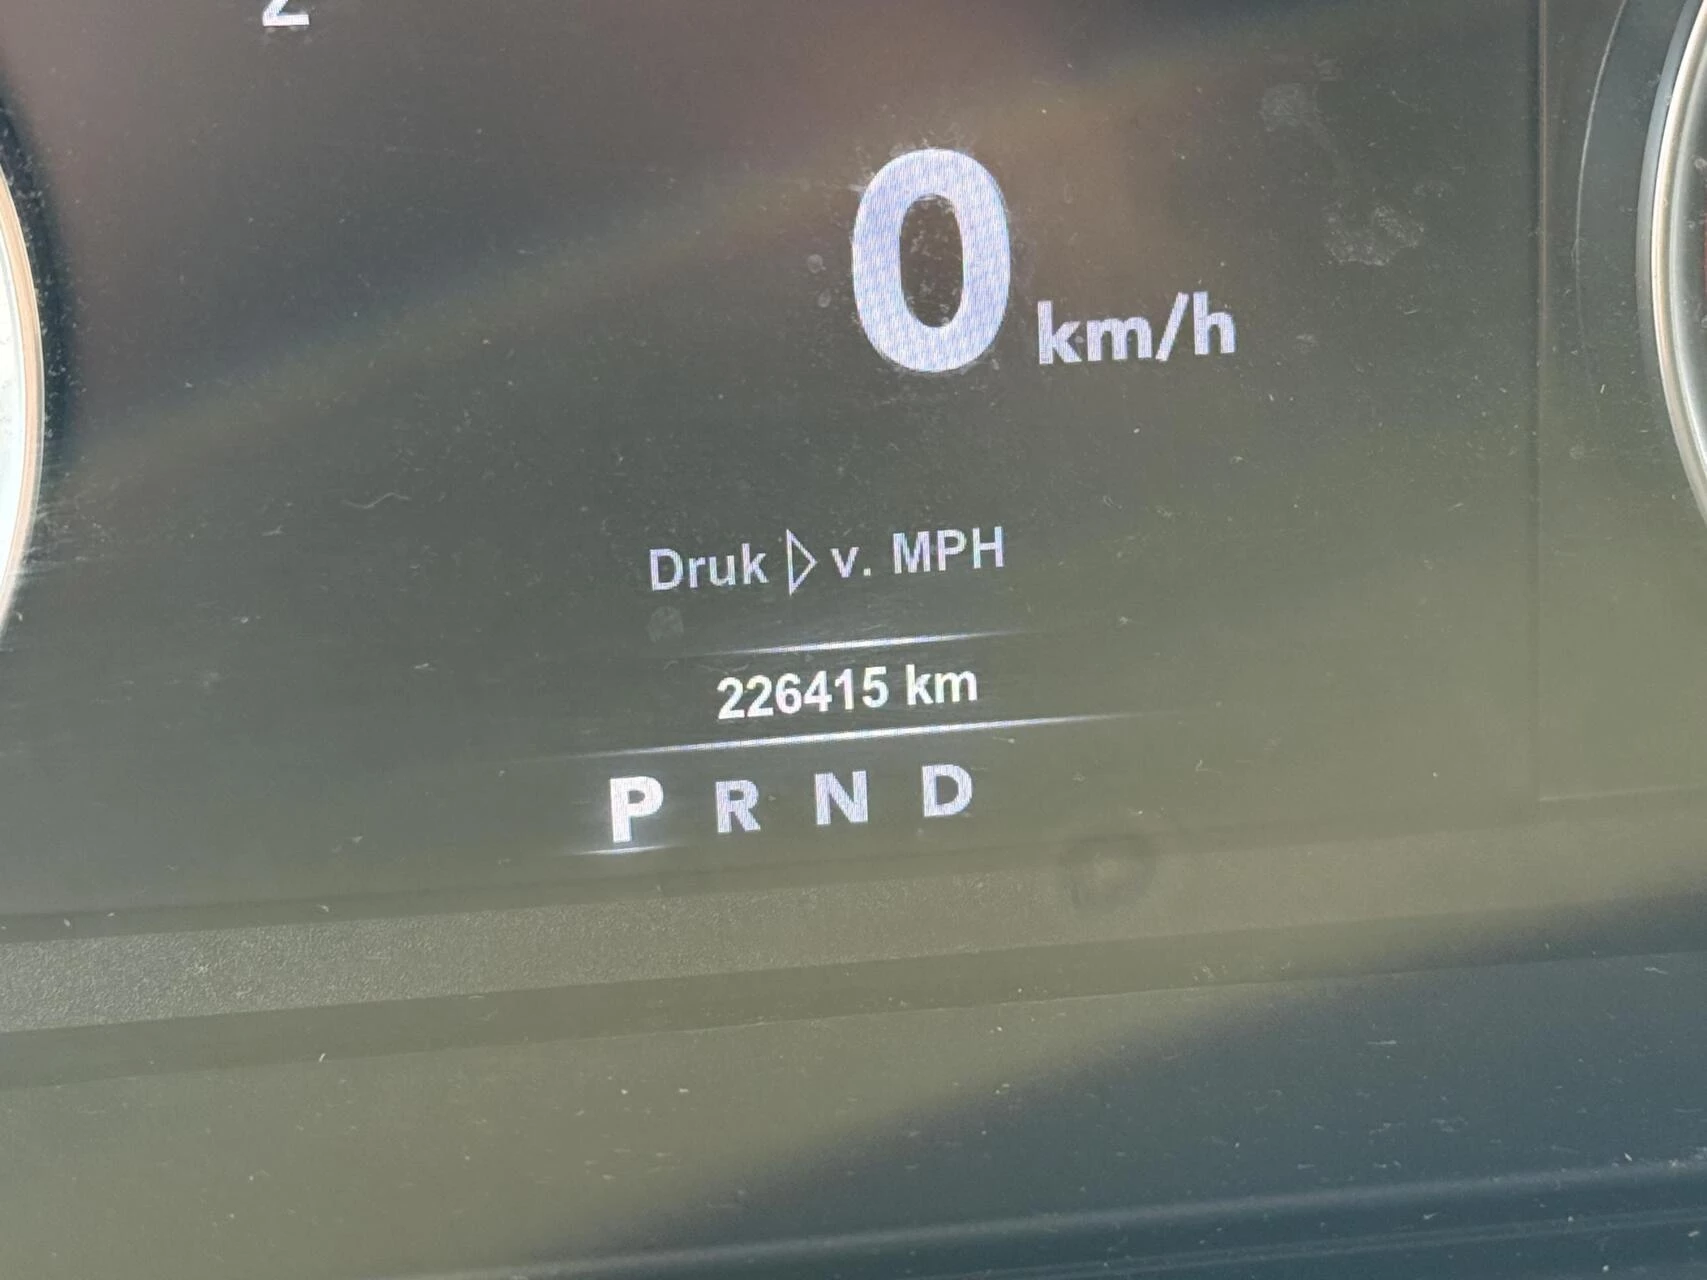 0 km/h
Druk ▷ v. MPH
226415 km
P R N D